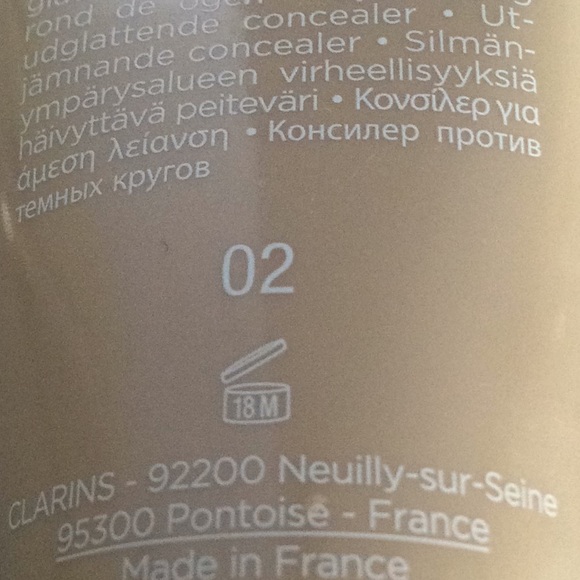 rond de ogen
udglattende concealer • Ut-
jämnande concealer • Silmän-
ympärysalueen virheellisyyksiä
häivyttävä peiteväri • Κονσίλερ για
άμεση λείανση • Консилер против
темных кругов
02
18 M
CLARINS - 92200 Neuilly-sur-Seine
95300 Pontoise - France
Made in France